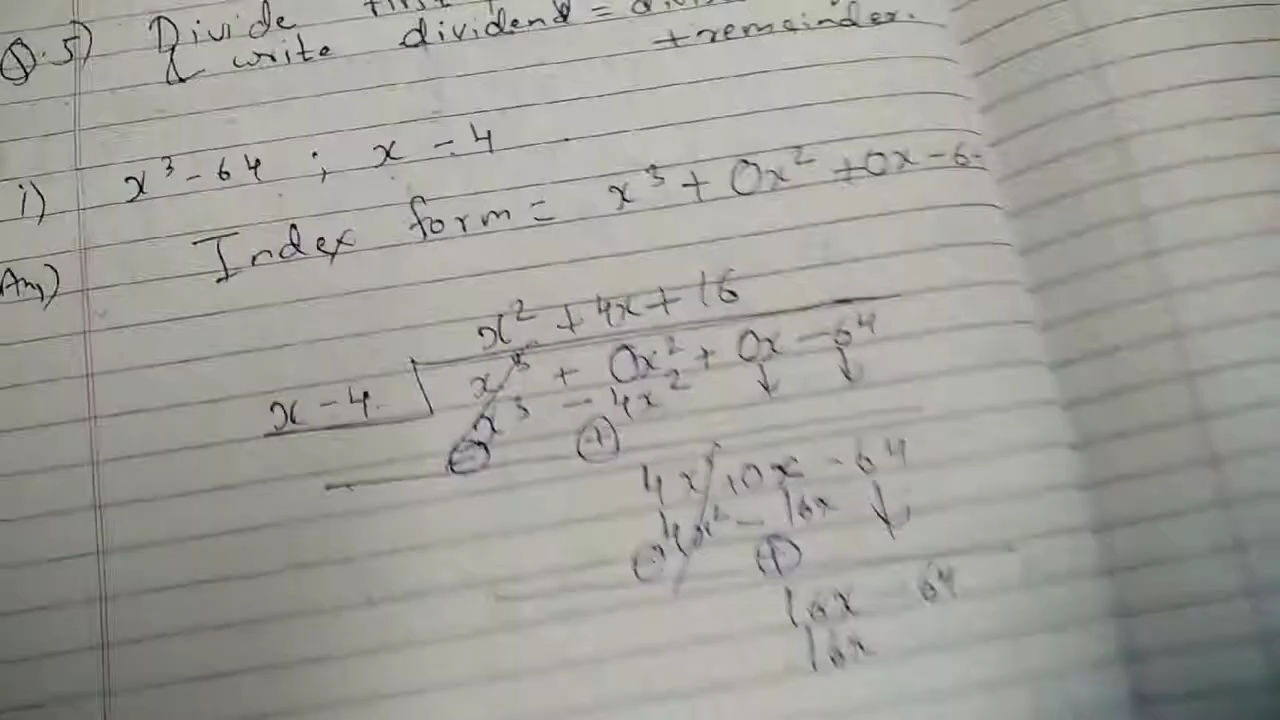 Q.5) Divide
& write dividend =
+remainder.
i) x³ - 64 ; x - 4
Ans) Index form = x³ + 0x² + 0x - 6
x² + 4x + 16
x - 4 x³ + 0x² + 0x - 64
x³ - 4x²
- +
4x² + 0x - 64
4x² - 16x
- +
16x - 64
16x